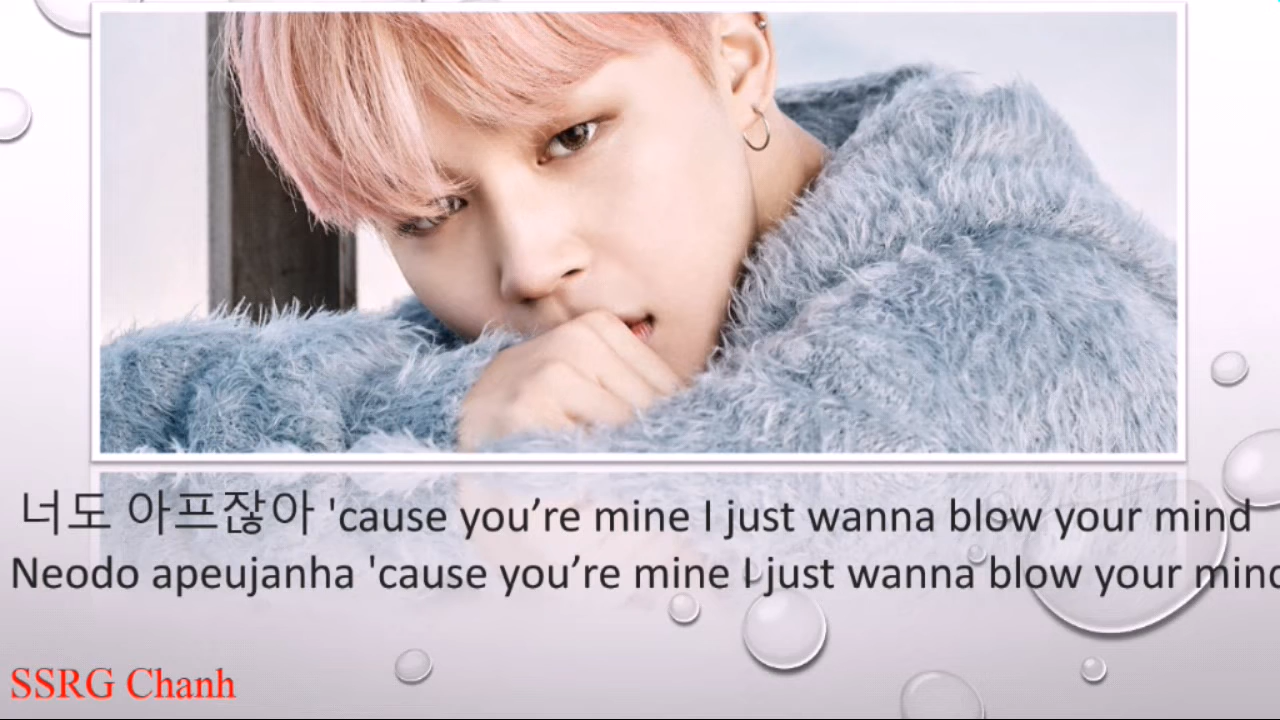 너도 아프잖아 'cause you’re mine I just wanna blow your mind
Neodo apeujanha 'cause you’re mine I just wanna blow your mind
SSRG Chanh